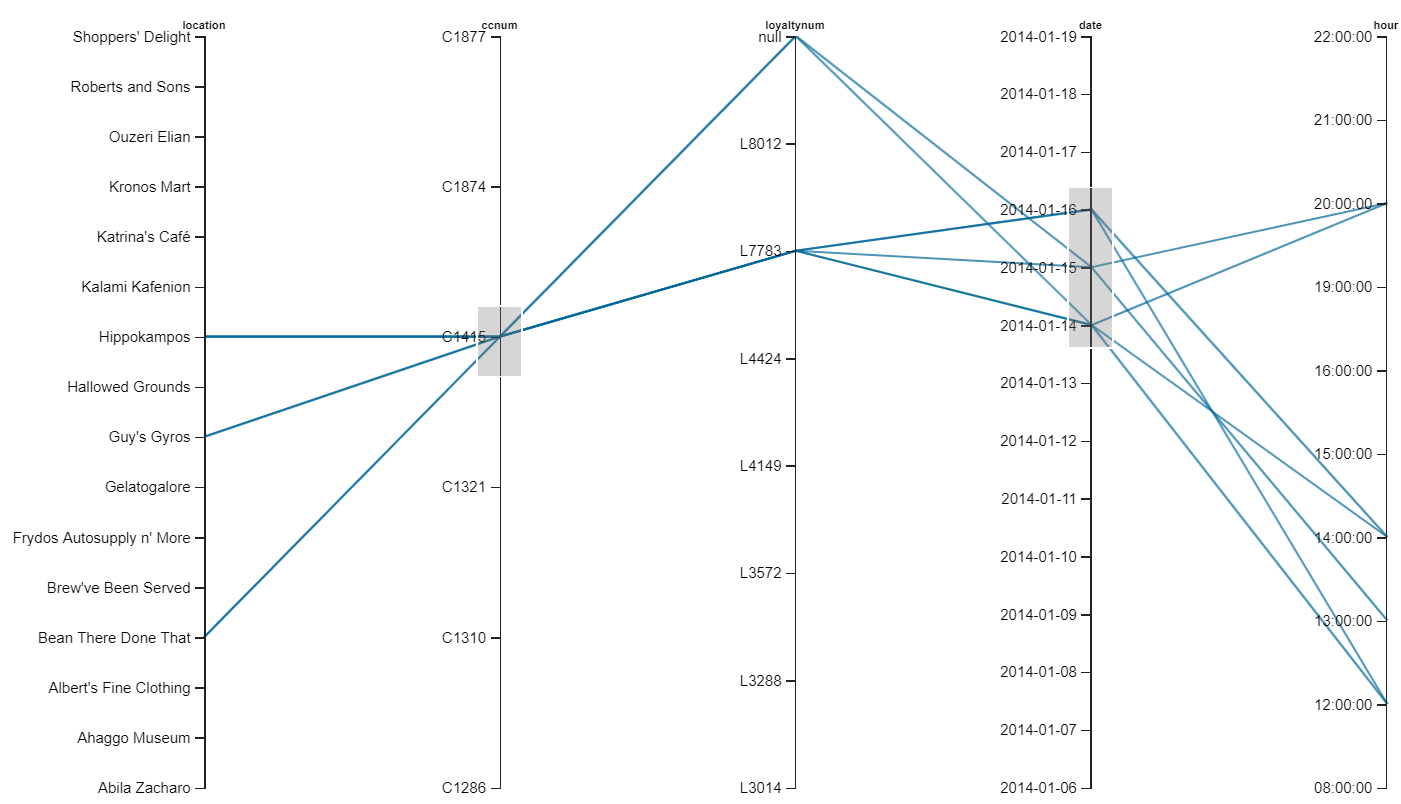 location
Shoppers' Delight
Roberts and Sons
Ouzeri Elian
Kronos Mart
Katrina's Café
Kalami Kafenion
Hippokampos
Hallowed Grounds
Guy's Gyros
Gelatogalore
Frydos Autosupply n' More
Brew've Been Served
Bean There Done That
Albert's Fine Clothing
Ahaggo Museum
Abila Zacharo
ccnum
C1877
C1874
C1415
C1321
C1310
C1286
loyaltynum
null
L8012
L7783
L4424
L4149
L3572
L3288
L3014
date
2014-01-19
2014-01-18
2014-01-17
2014-01-16
2014-01-15
2014-01-14
2014-01-13
2014-01-12
2014-01-11
2014-01-10
2014-01-09
2014-01-08
2014-01-07
2014-01-06
hour
22:00:00
21:00:00
20:00:00
19:00:00
16:00:00
15:00:00
14:00:00
13:00:00
12:00:00
08:00:00